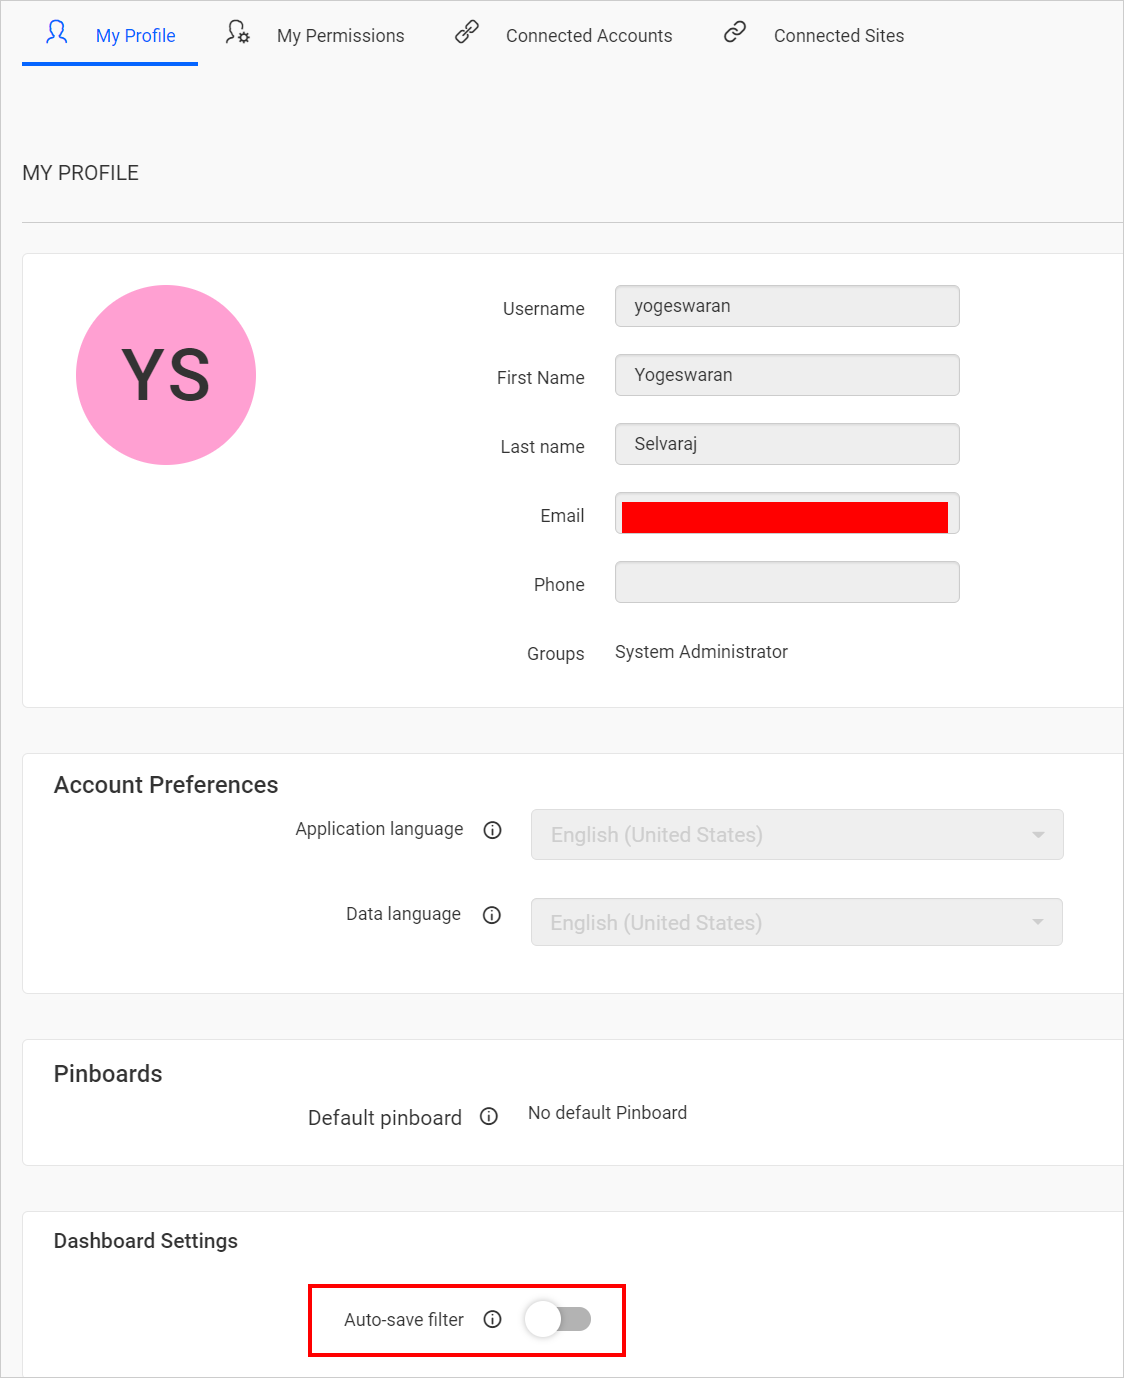 My Profile My Permissions Connected Accounts Connected Sites
MY PROFILE
YS
Username yogeswaran
First Name Yogeswaran
Last name Selvaraj
Email
Phone
Groups System Administrator
Account Preferences
Application language English (United States)
Data language English (United States)
Pinboards
Default pinboard No default Pinboard
Dashboard Settings
Auto-save filter